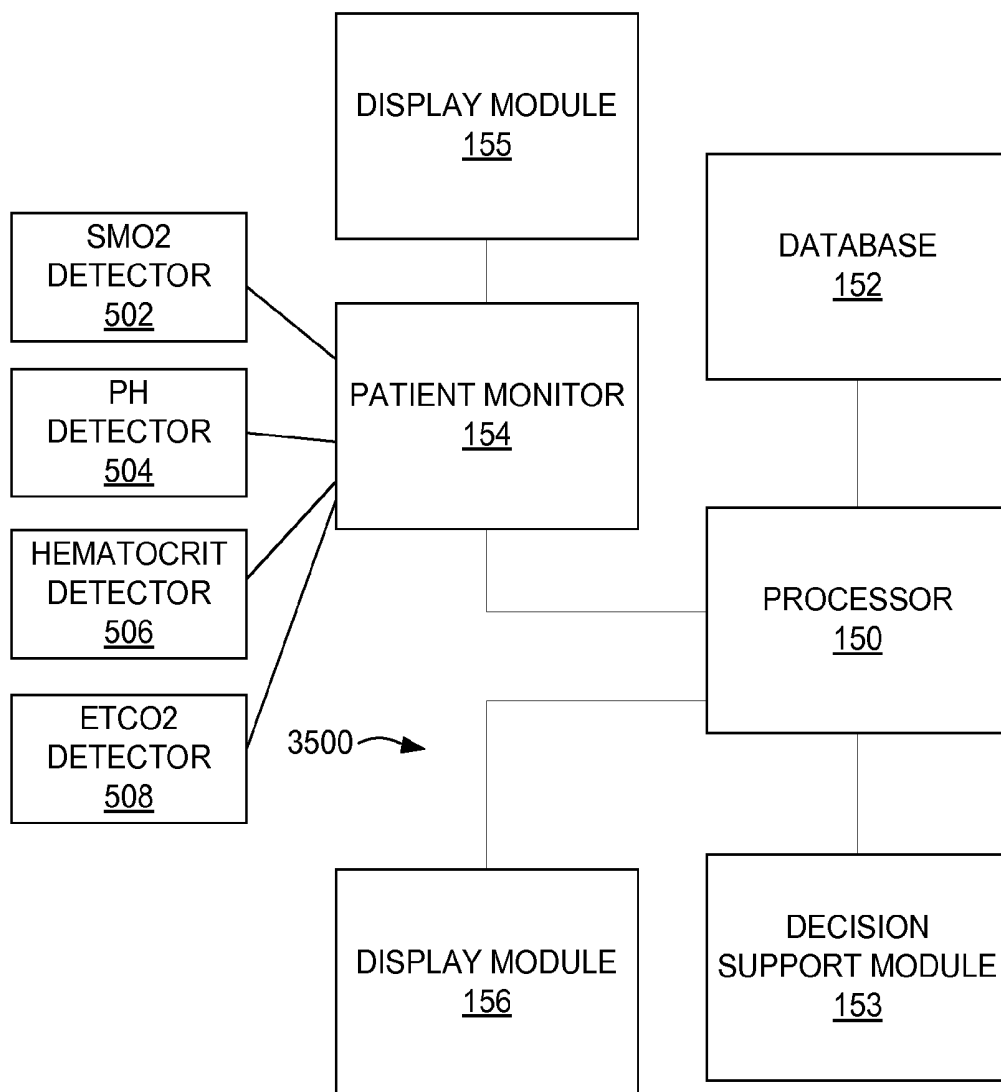 DISPLAY MODULE
155
DATABASE
152
SMO2
DETECTOR
502
PATIENT MONITOR
154
PH
DETECTOR
504
HEMATOCRIT
DETECTOR
506
PROCESSOR
150
ETCO2
DETECTOR
508
3500
DISPLAY MODULE
156
DECISION
SUPPORT MODULE
153